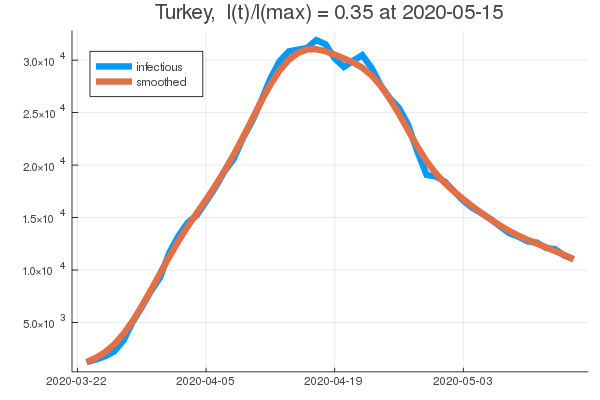 Turkey, I(t)/I(max) = 0.35 at 2020-05-15
infectious
smoothed
3.0×10 4
2.5×10 4
2.0×10 4
1.5×10 4
1.0×10 4
5.0×10 3
2020-03-22 2020-04-05 2020-04-19 2020-05-03